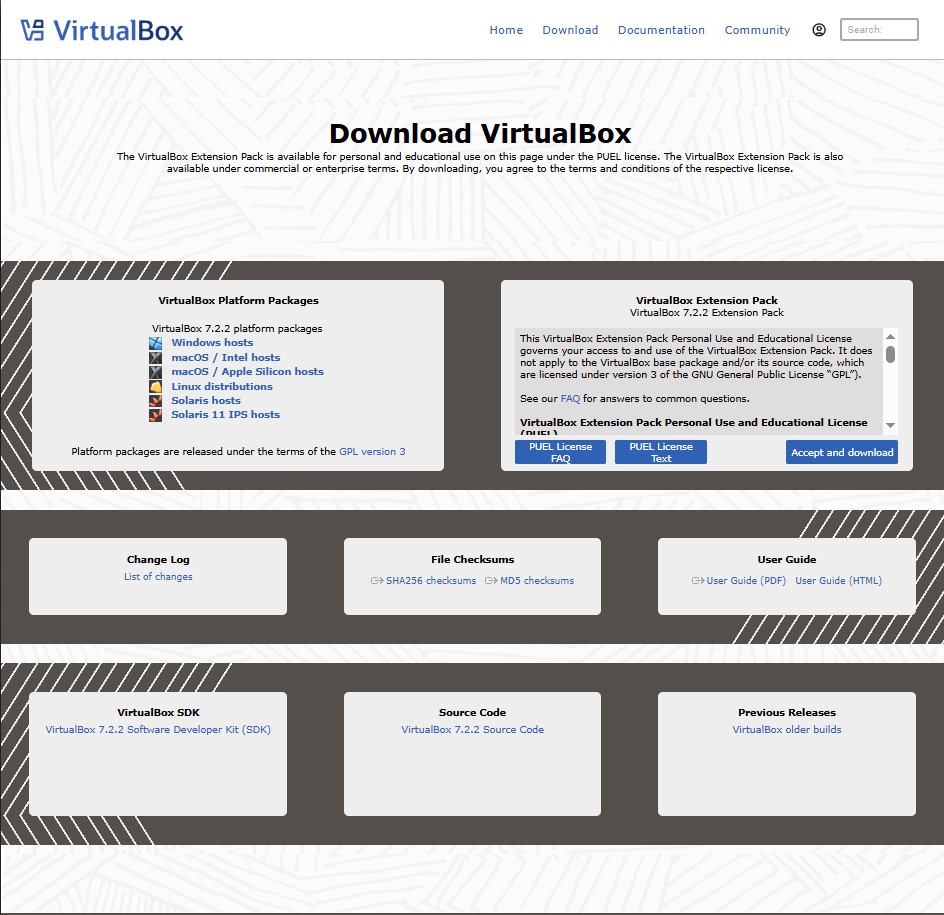 VirtualBox
Home Download Documentation Community Search:
Download VirtualBox
The VirtualBox Extension Pack is available for personal and educational use on this page under the PUEL license. The VirtualBox Extension Pack is also
available under commercial or enterprise terms. By downloading, you agree to the terms and conditions of the respective license.
VirtualBox Platform Packages
VirtualBox 7.2.2 platform packages
Windows hosts
macOS / Intel hosts
macOS / Apple Silicon hosts
Linux distributions
Solaris hosts
Solaris 11 IPS hosts
Platform packages are released under the terms of the GPL version 3
VirtualBox Extension Pack
VirtualBox 7.2.2 Extension Pack
This VirtualBox Extension Pack Personal Use and Educational License
governs your access to and use of the VirtualBox Extension Pack. It does
not apply to the VirtualBox base package and/or its source code, which
are licensed under version 3 of the GNU General Public License “GPL”).
See our FAQ for answers to common questions.
VirtualBox Extension Pack Personal Use and Educational License
(PUEL)
PUEL License
FAQ
PUEL License
Text
Accept and download
Change Log
List of changes
File Checksums
SHA256 checksums MD5 checksums
User Guide
User Guide (PDF) User Guide (HTML)
VirtualBox SDK
VirtualBox 7.2.2 Software Developer Kit (SDK)
Source Code
VirtualBox 7.2.2 Source Code
Previous Releases
VirtualBox older builds